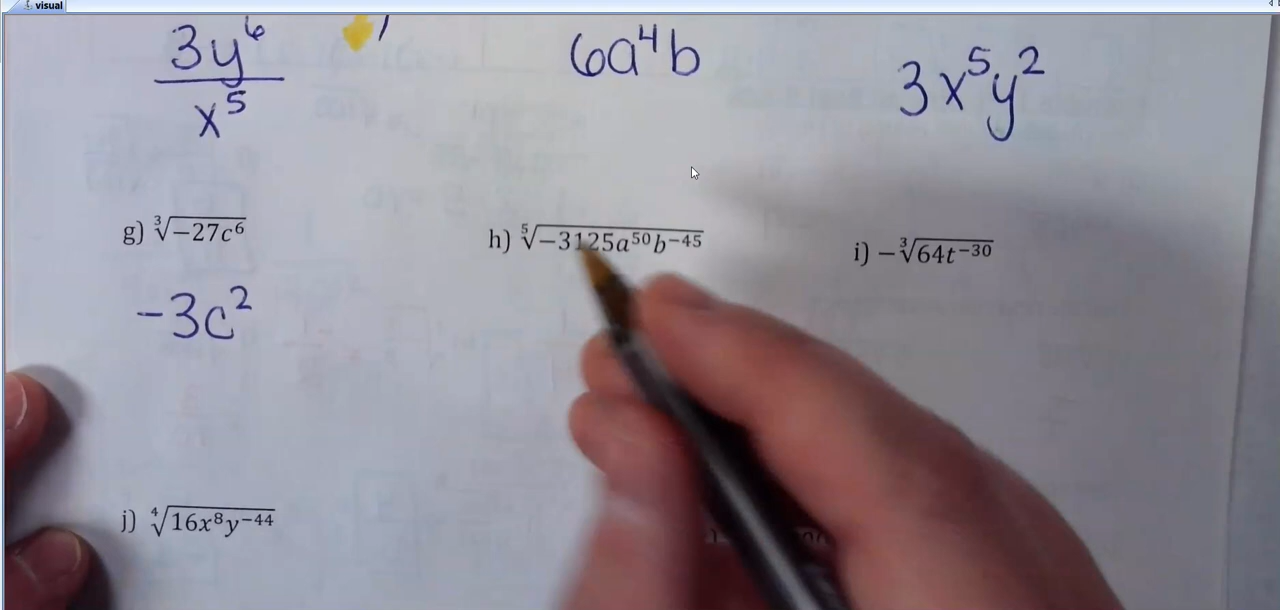 visual
3y⁶ / x⁵
6a⁴b
3x⁵y²
g) ∛(−27c⁶)
h) ⁵√(−3125a⁵⁰b⁻⁴⁵)
i) −∛(64t⁻³⁰)
−3c²
j) ⁴√(16x⁸y⁻⁴⁴)